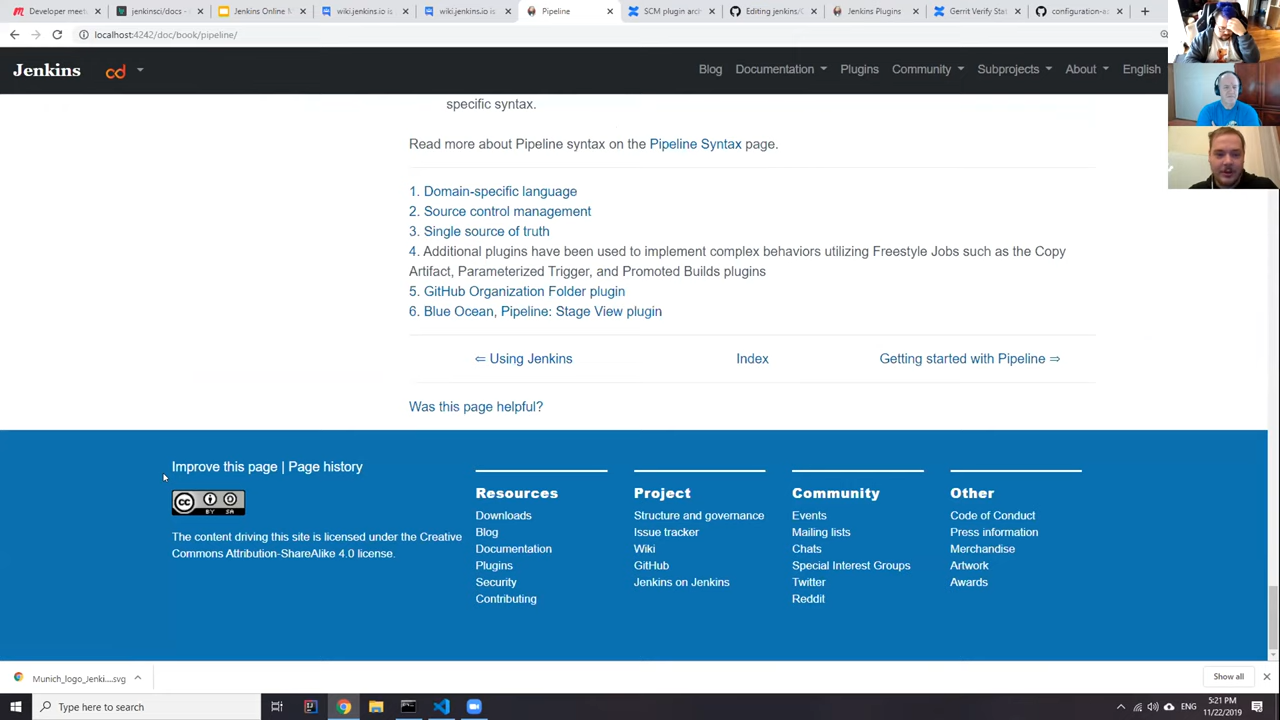 Developer meet
jenkinsci/docs -
Jenkins Online M
wiki.jenkins.io is
wiki.jenkins.io is
Pipeline
SCM plugin arch
Editing jenkins/C
Jenkins Plugins
Gerrit Verify Stat
configuration-as
localhost:4242/doc/book/pipeline/
Jenkins cd Blog Documentation Plugins Community Subprojects About English
specific syntax.
Read more about Pipeline syntax on the Pipeline Syntax page.
1. Domain-specific language
2. Source control management
3. Single source of truth
4. Additional plugins have been used to implement complex behaviors utilizing Freestyle Jobs such as the Copy
Artifact, Parameterized Trigger, and Promoted Builds plugins
5. GitHub Organization Folder plugin
6. Blue Ocean, Pipeline: Stage View plugin
⇐ Using Jenkins Index Getting started with Pipeline ⇒
Was this page helpful?
Improve this page | Page history
CC BY SA
The content driving this site is licensed under the Creative
Commons Attribution-ShareAlike 4.0 license.
Resources
Downloads
Blog
Documentation
Plugins
Security
Contributing
Project
Structure and governance
Issue tracker
Wiki
GitHub
Jenkins on Jenkins
Community
Events
Mailing lists
Chats
Special Interest Groups
Twitter
Reddit
Other
Code of Conduct
Press information
Merchandise
Artwork
Awards
Munich_logo_Jenki....svg
Show all
Type here to search
ENG
5:21 PM
11/22/2019